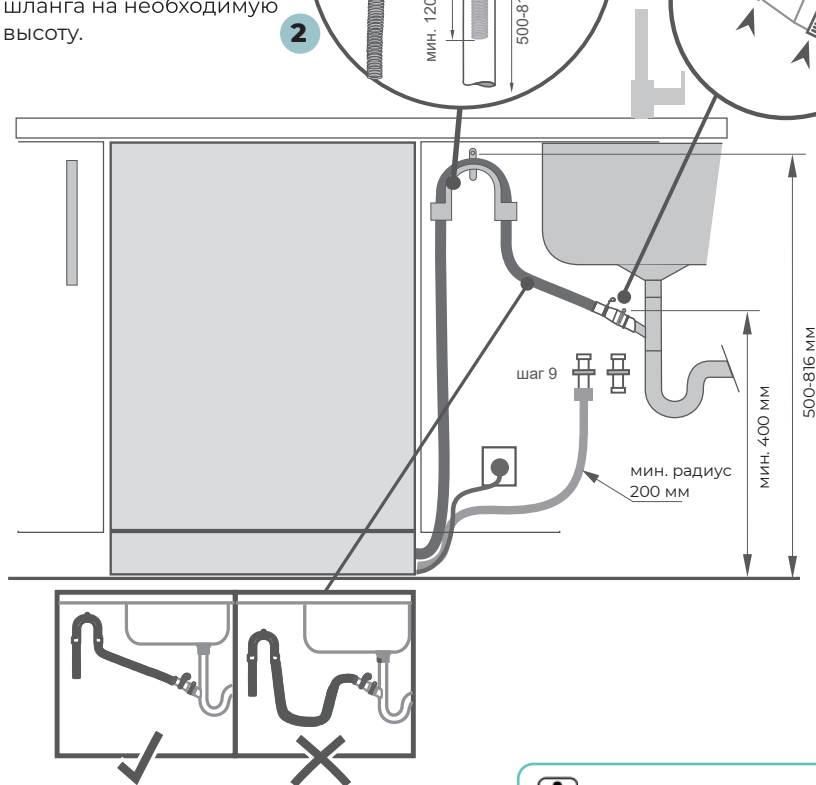 шланга на необходимую
высоту.
2
мин. 120
500-81
шаг 9
мин. радиус
200 мм
мин. 400 мм
500-816 мм